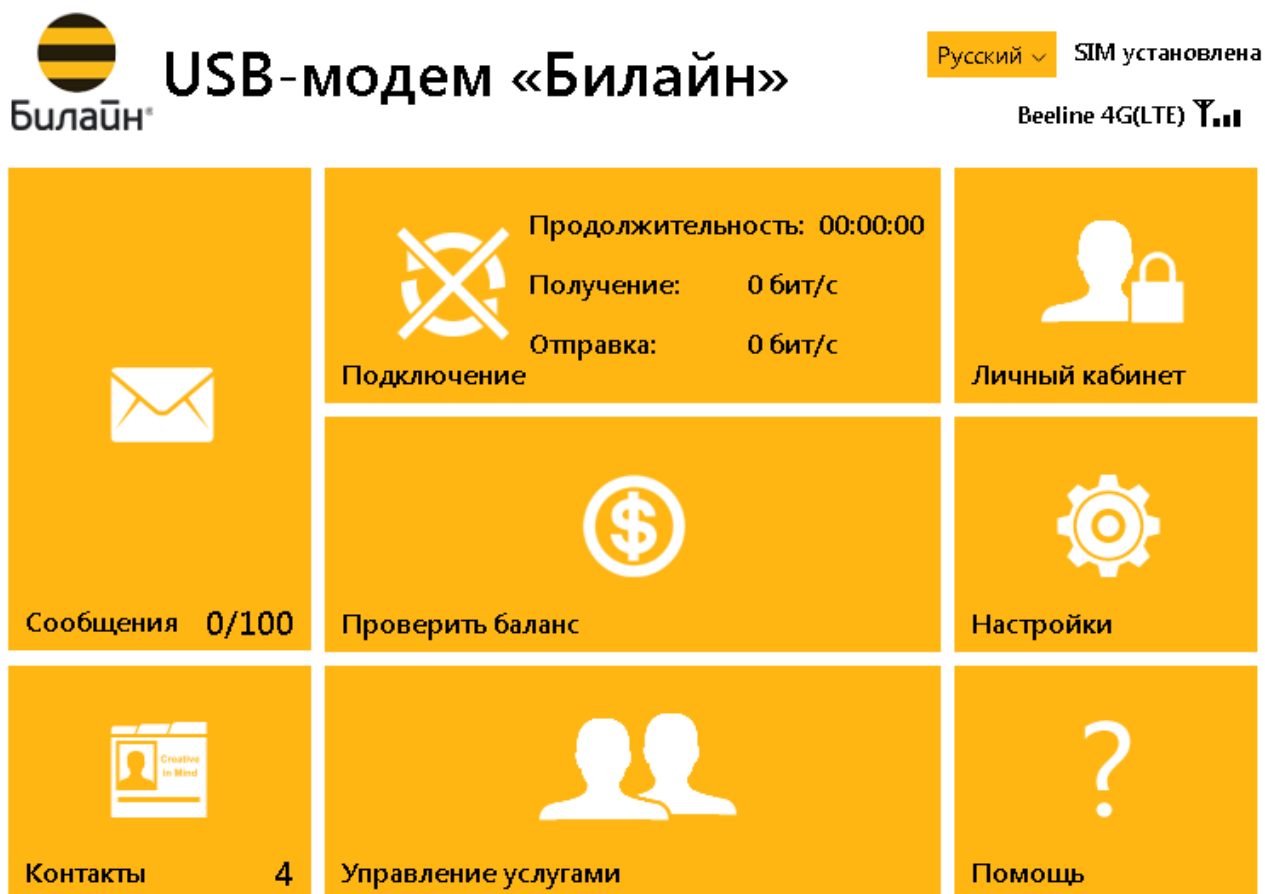 Билайн®
USB-модем «Билайн»
Русский
SIM установлена
Beeline 4G(LTE)
Продолжительность: 00:00:00
Получение: 0 бит/с
Отправка: 0 бит/с
Подключение
Личный кабинет
Сообщения 0/100
Проверить баланс
Настройки
Creative
in Mind
Контакты 4
Управление услугами
Помощь